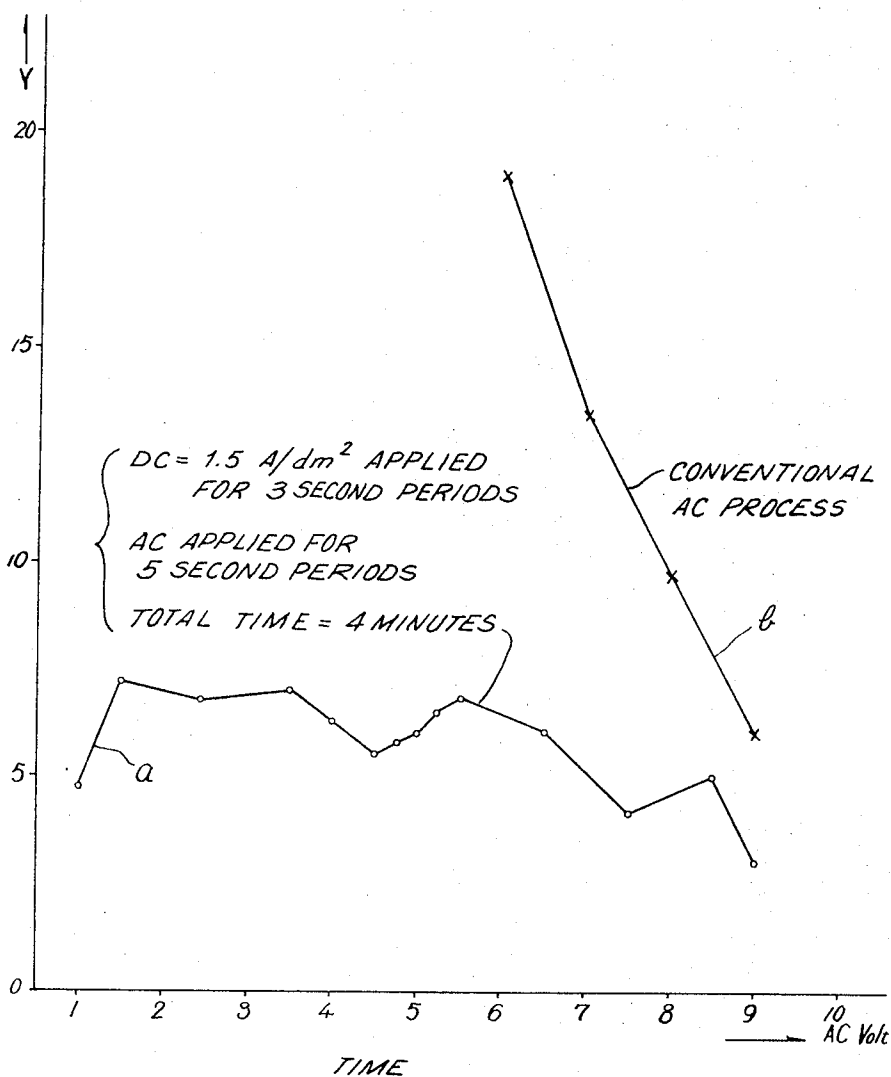 Y
20
15
10
5
0
DC = 1.5 A/dm² APPLIED
FOR 3 SECOND PERIODS
AC APPLIED FOR
5 SECOND PERIODS
TOTAL TIME = 4 MINUTES
CONVENTIONAL
AC PROCESS
b
a
1 2 3 4 5 6 7 8 9 10
AC Volt
TIME